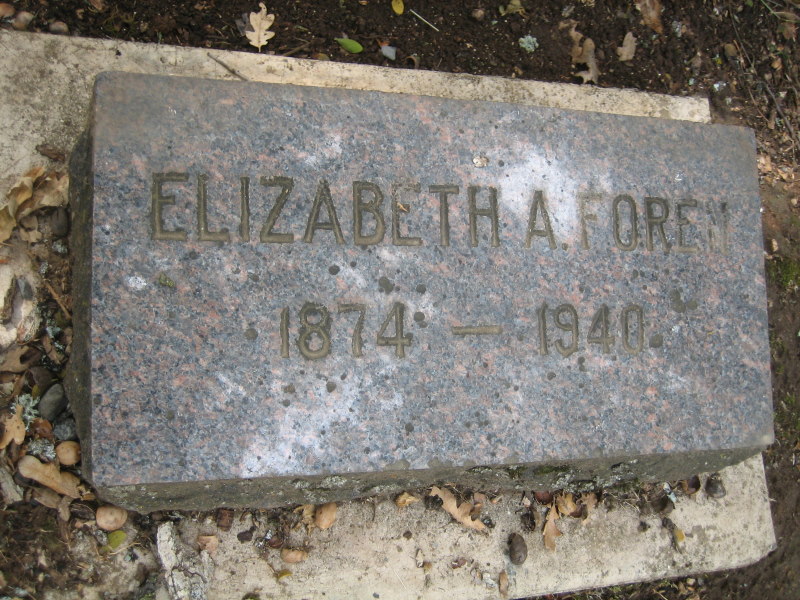 ELIZABETH A. FOREN
1874 — 1940